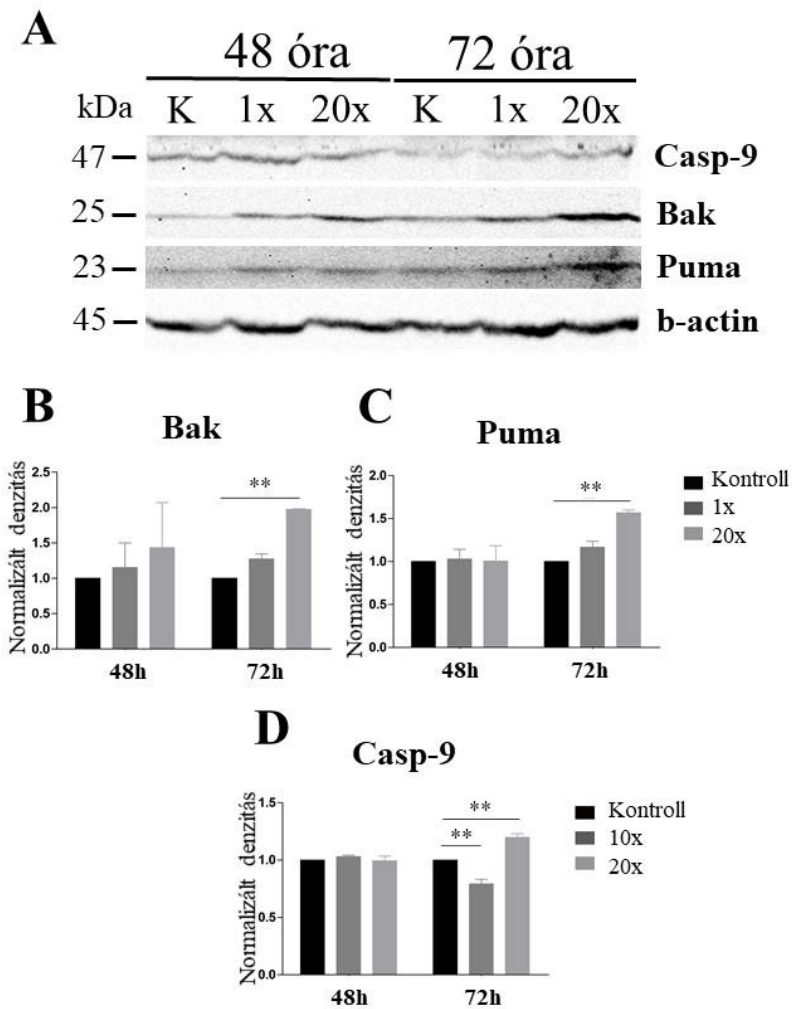 A
48 óra 72 óra
kDa K 1x 20x K 1x 20x
47 Casp-9
25 Bak
23 Puma
45 b-actin
B
Bak
Normalizált denzitás
2.5
2.0
1.5
1.0
0.5
0.0
**
48h 72h
C
Puma
Normalizált denzitás
2.0
1.5
1.0
0.5
0.0
**
48h 72h
Kontroll
1x
20x
D
Casp-9
Normalizált denzitás
1.5
1.0
0.5
0.0
**
**
48h 72h
Kontroll
10x
20x